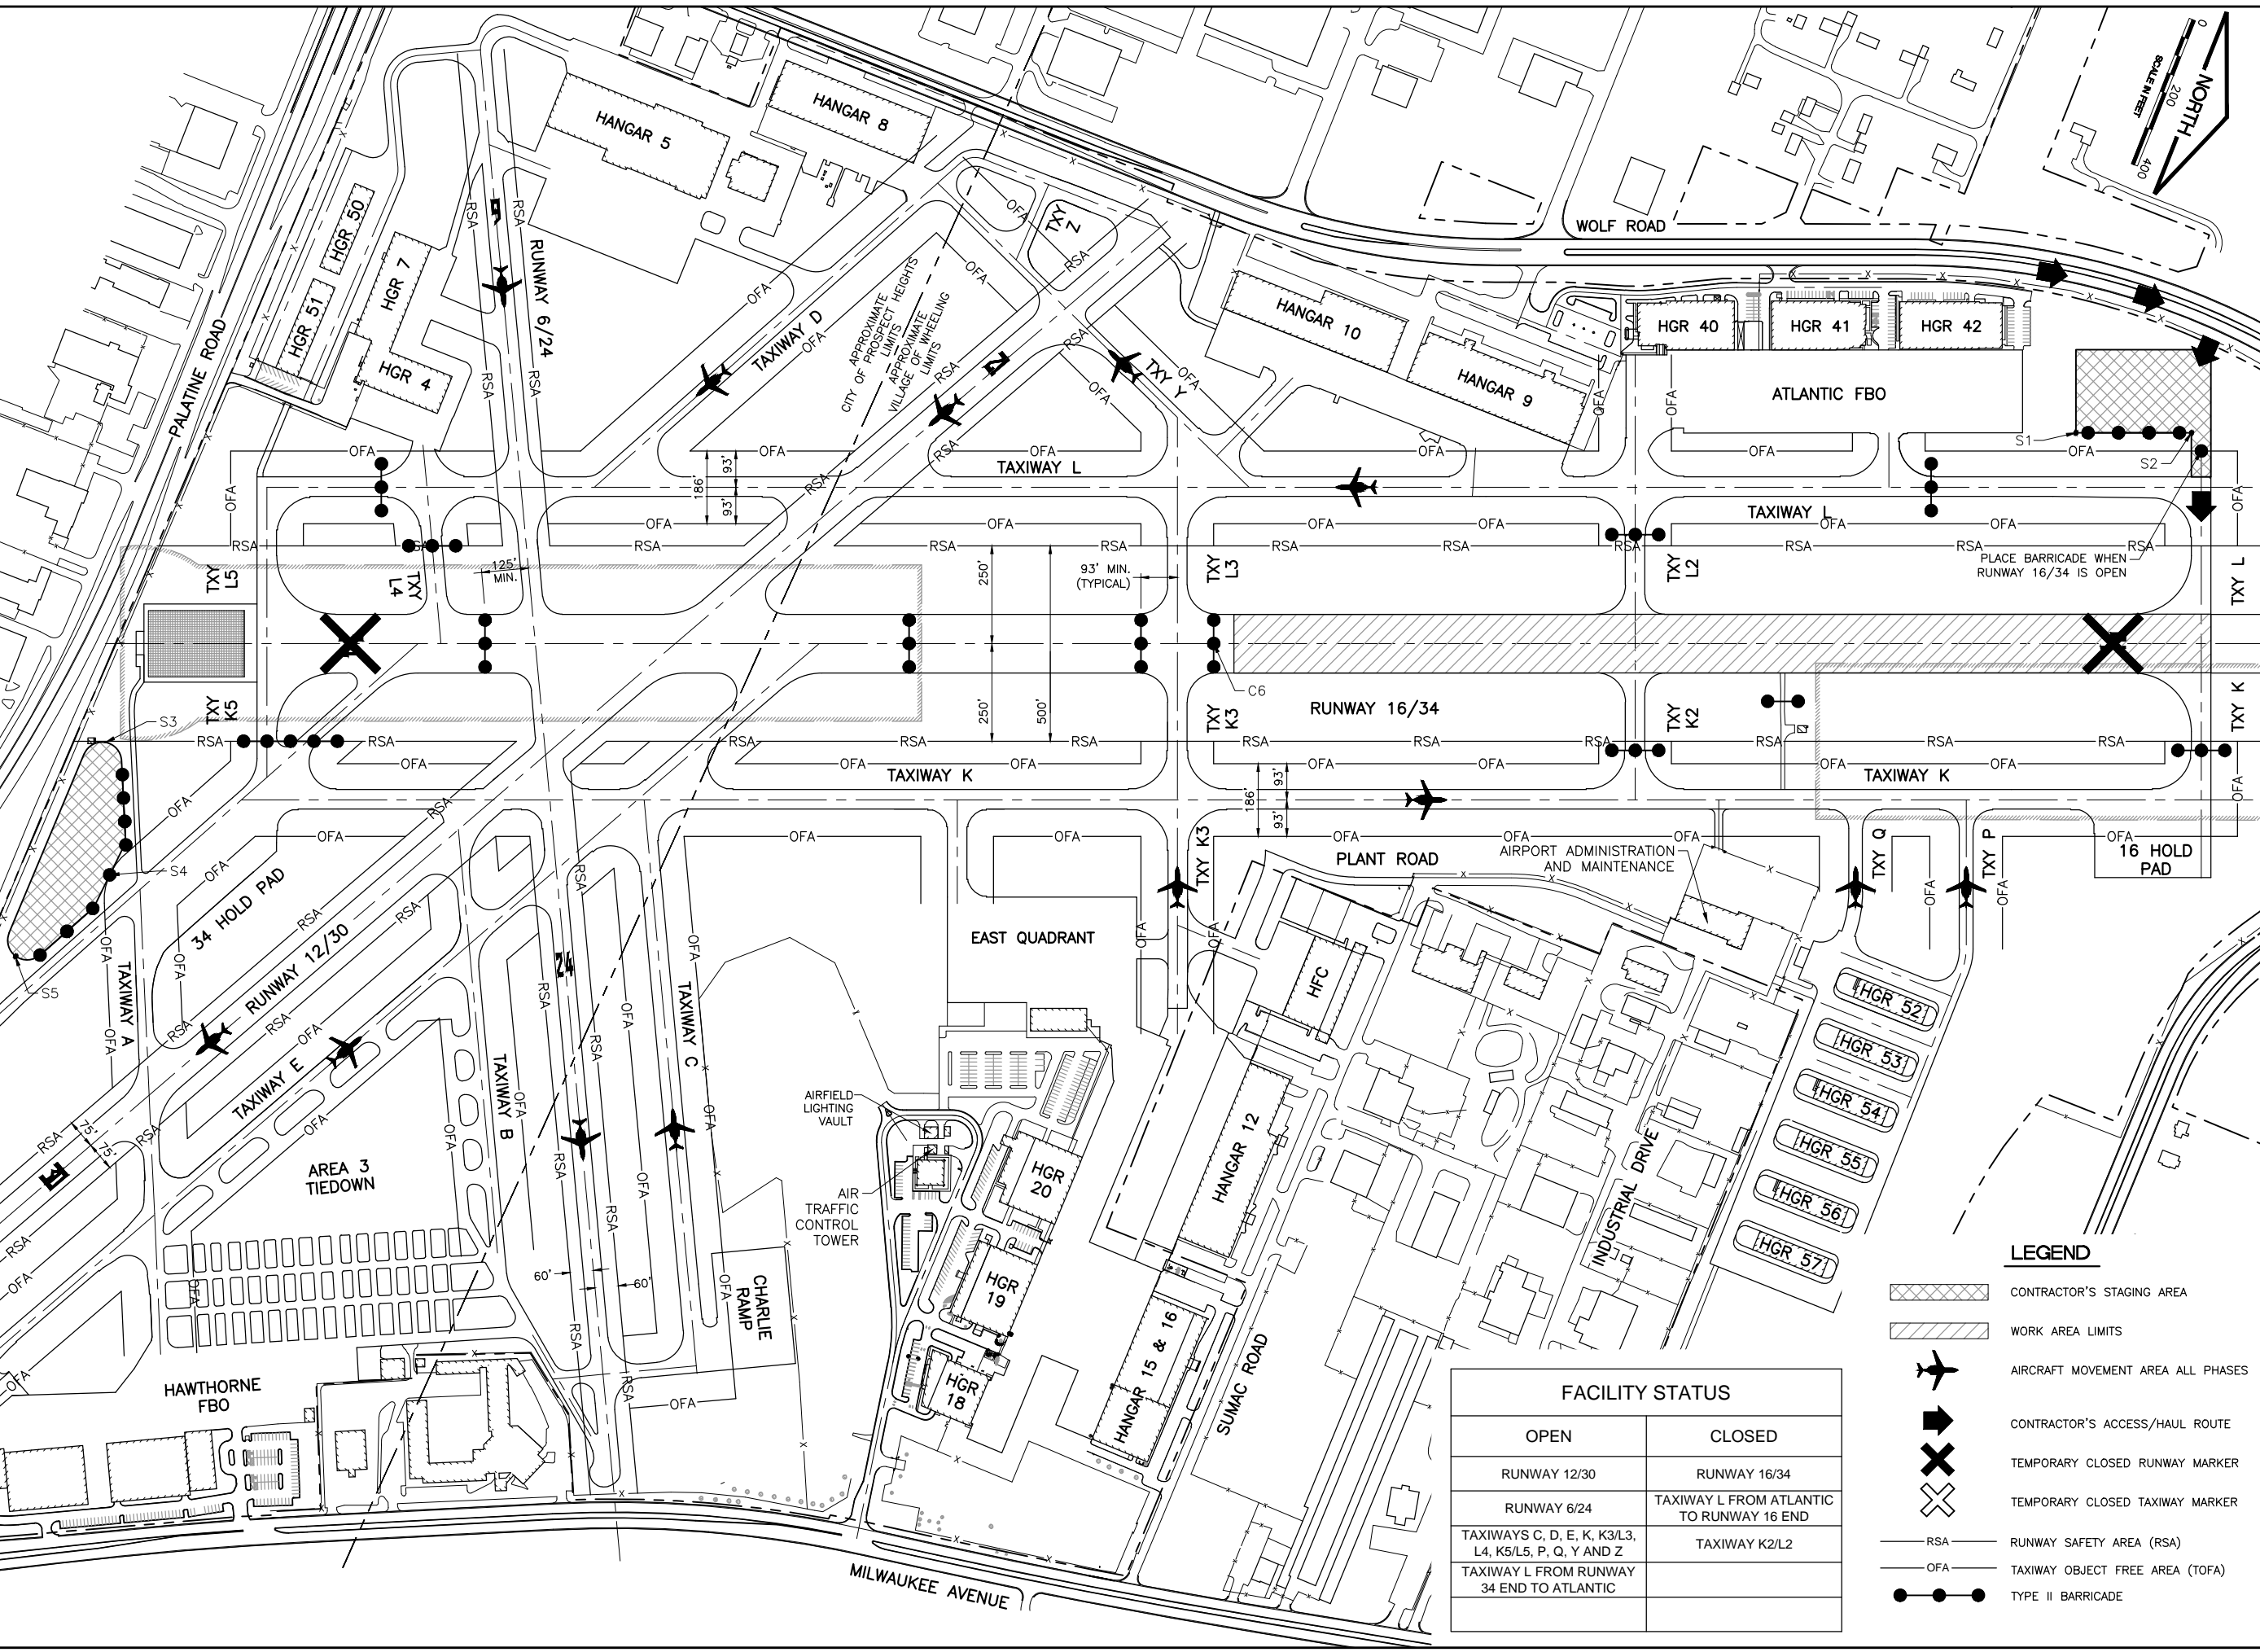 NORTH
SCALE IN FEET
0
200
400
HANGAR 5
HANGAR 8
HGR 50
HGR 7
HGR 51
HGR 4
PALATINE ROAD
RUNWAY 6/24
TAXIWAY D
APPROXIMATE
CITY OF PROSPECT HEIGHTS
LIMITS
APPROXIMATE
VILLAGE OF WHEELING
LIMITS
TXY
Z
TXY Y
HANGAR 10
HANGAR 9
WOLF ROAD
HGR 40
HGR 41
HGR 42
ATLANTIC FBO
S1
S2
TAXIWAY L
TAXIWAY L
186'
93'
93'
PLACE BARRICADE WHEN
RUNWAY 16/34 IS OPEN
TXY L
TXY
L5
TXY
L4
125'
MIN.
250'
250'
500'
93' MIN.
(TYPICAL)
TXY
L3
TXY
L2
C6
RUNWAY 16/34
TXY
K5
S3
TXY
K3
TXY
K2
TXY K
TAXIWAY K
TAXIWAY K
186'
93'
93'
S4
S5
34 HOLD PAD
RUNWAY 12/30
TAXIWAY A
TAXIWAY E
TAXIWAY B
TAXIWAY C
24
75'
75'
60'
60'
EAST QUADRANT
TXY K3
PLANT ROAD
AIRPORT ADMINISTRATION
AND MAINTENANCE
TXY Q
TXY P
16 HOLD
PAD
HFC
HGR 52
HGR 53
HGR 54
HGR 55
HGR 56
HGR 57
AIRFIELD
LIGHTING
VAULT
AIR
TRAFFIC
CONTROL
TOWER
HGR
20
HGR
19
HGR
18
HANGAR 12
HANGAR 15 & 16
SUMAC ROAD
INDUSTRIAL DRIVE
AREA 3
TIEDOWN
CHARLIE
RAMP
HAWTHORNE
FBO
MILWAUKEE AVENUE
RSA
OFA
FACILITY STATUS
OPEN
CLOSED
RUNWAY 12/30
RUNWAY 16/34
RUNWAY 6/24
TAXIWAY L FROM ATLANTIC
TO RUNWAY 16 END
TAXIWAYS C, D, E, K, K3/L3,
L4, K5/L5, P, Q, Y AND Z
TAXIWAY K2/L2
TAXIWAY L FROM RUNWAY
34 END TO ATLANTIC
LEGEND
CONTRACTOR'S STAGING AREA
WORK AREA LIMITS
AIRCRAFT MOVEMENT AREA ALL PHASES
CONTRACTOR'S ACCESS/HAUL ROUTE
TEMPORARY CLOSED RUNWAY MARKER
TEMPORARY CLOSED TAXIWAY MARKER
RSA
RUNWAY SAFETY AREA (RSA)
OFA
TAXIWAY OBJECT FREE AREA (TOFA)
TYPE II BARRICADE